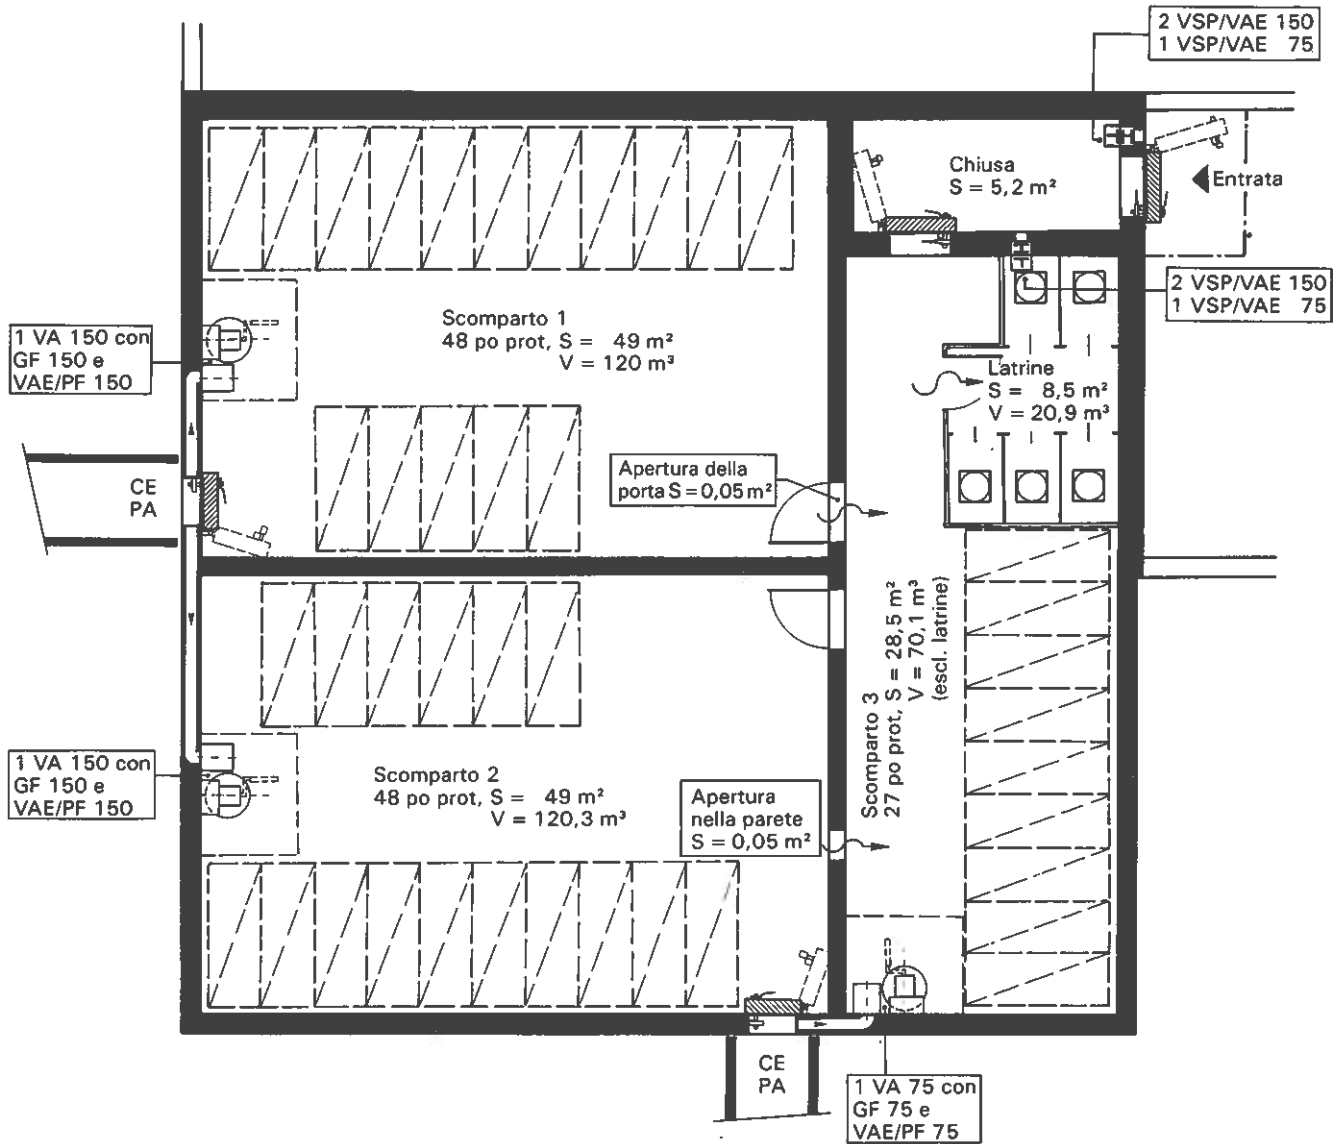 2 VSP/VAE 150
1 VSP/VAE 75
Chiusa
S = 5,2 m²
Entrata
2 VSP/VAE 150
1 VSP/VAE 75
Scomparto 1
48 po prot, S = 49 m²
V = 120 m³
1 VA 150 con
GF 150 e
VAE/PF 150
Latrine
S = 8,5 m²
V = 20,9 m³
Apertura della
porta S = 0,05 m²
CE
PA
Scomparto 3
27 po prot, S = 28,5 m²
V = 70,1 m³
(escl. latrine)
1 VA 150 con
GF 150 e
VAE/PF 150
Scomparto 2
48 po prot, S = 49 m²
V = 120,3 m³
Apertura
nella parete
S = 0,05 m²
CE
PA
1 VA 75 con
GF 75 e
VAE/PF 75